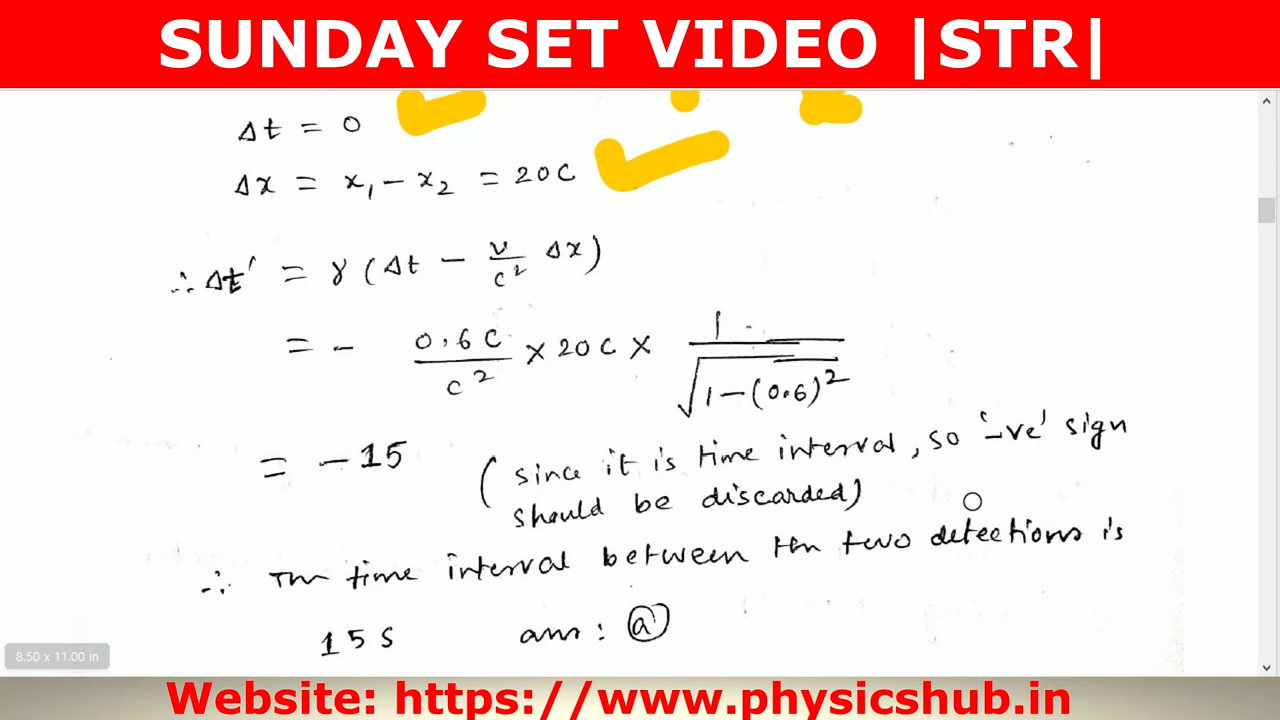 SUNDAY SET VIDEO |STR|
Δt = 0
Δx = x₁ - x₂ = 20C
∴ Δt' = γ (Δt - v/c² Δx)
= - 0.6C/c² × 20C × 1/√(1-(0.6)²)
= -15 (since it is time interval, so '-ve' sign
should be discarded)
∴ The time interval between the two detections is
15 s ans: ⓐ
8.50 x 11.00 in
Website: https://www.physicshub.in